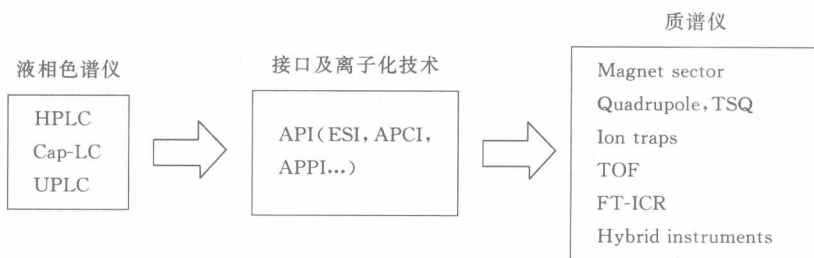 质谱仪
液相色谱仪
接口及离子化技术
HPLC
Cap-LC
UPLC
API(ESI, APCI,
APPI...)
Magnet sector
Quadrupole, TSQ
Ion traps
TOF
FT-ICR
Hybrid instruments